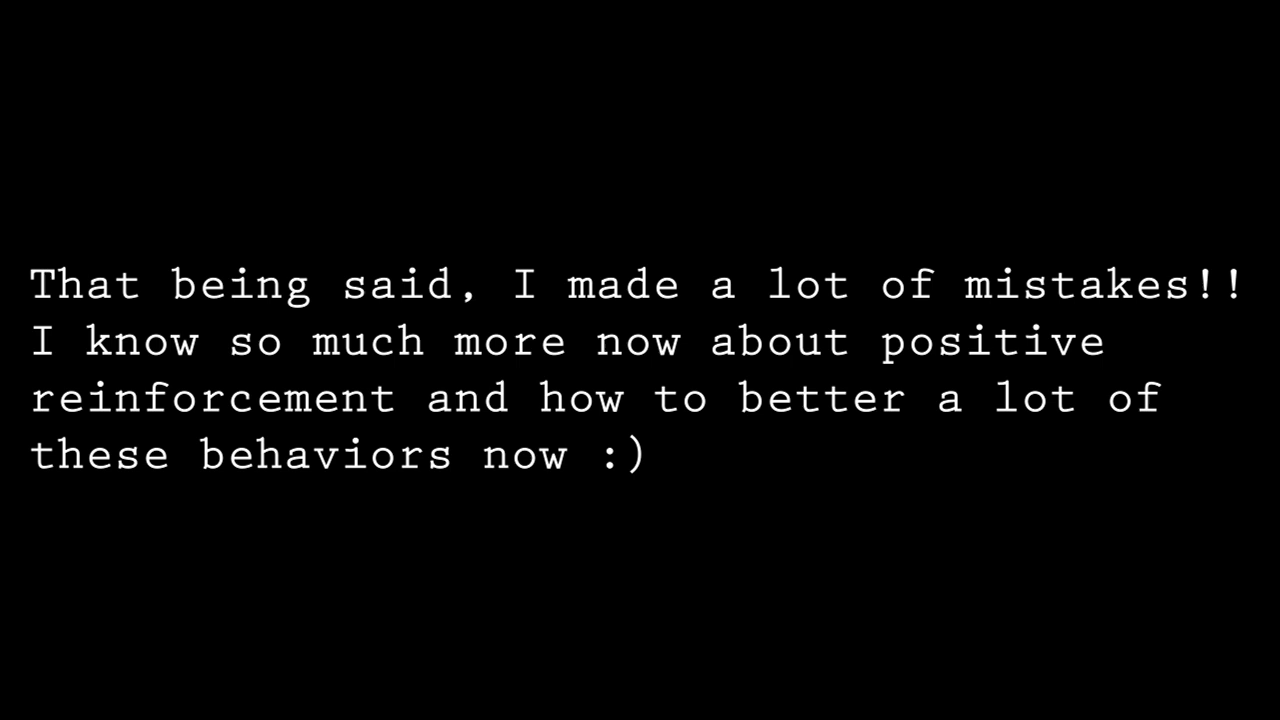 That being said, I made a lot of mistakes!!
I know so much more now about positive
reinforcement and how to better a lot of
these behaviors now :)